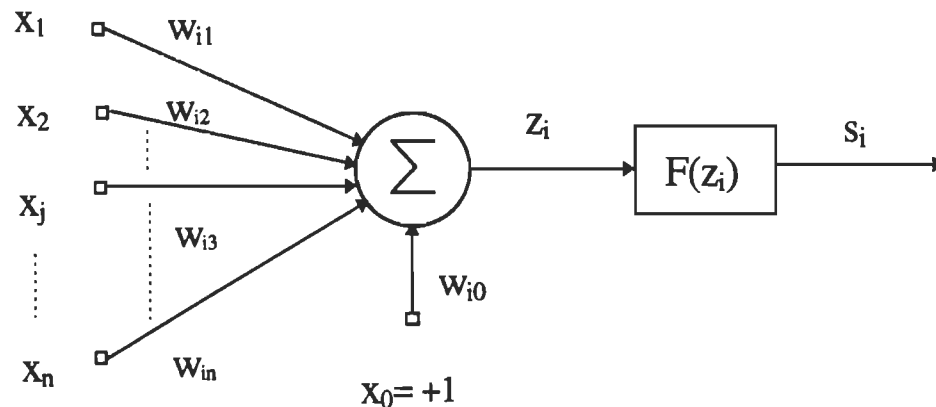 x₁
wᵢ₁
x₂
wᵢ₂
xⱼ
wᵢ₃
xₙ
wᵢₙ
∑
zᵢ
F(zᵢ)
sᵢ
wᵢ₀
x₀= +1